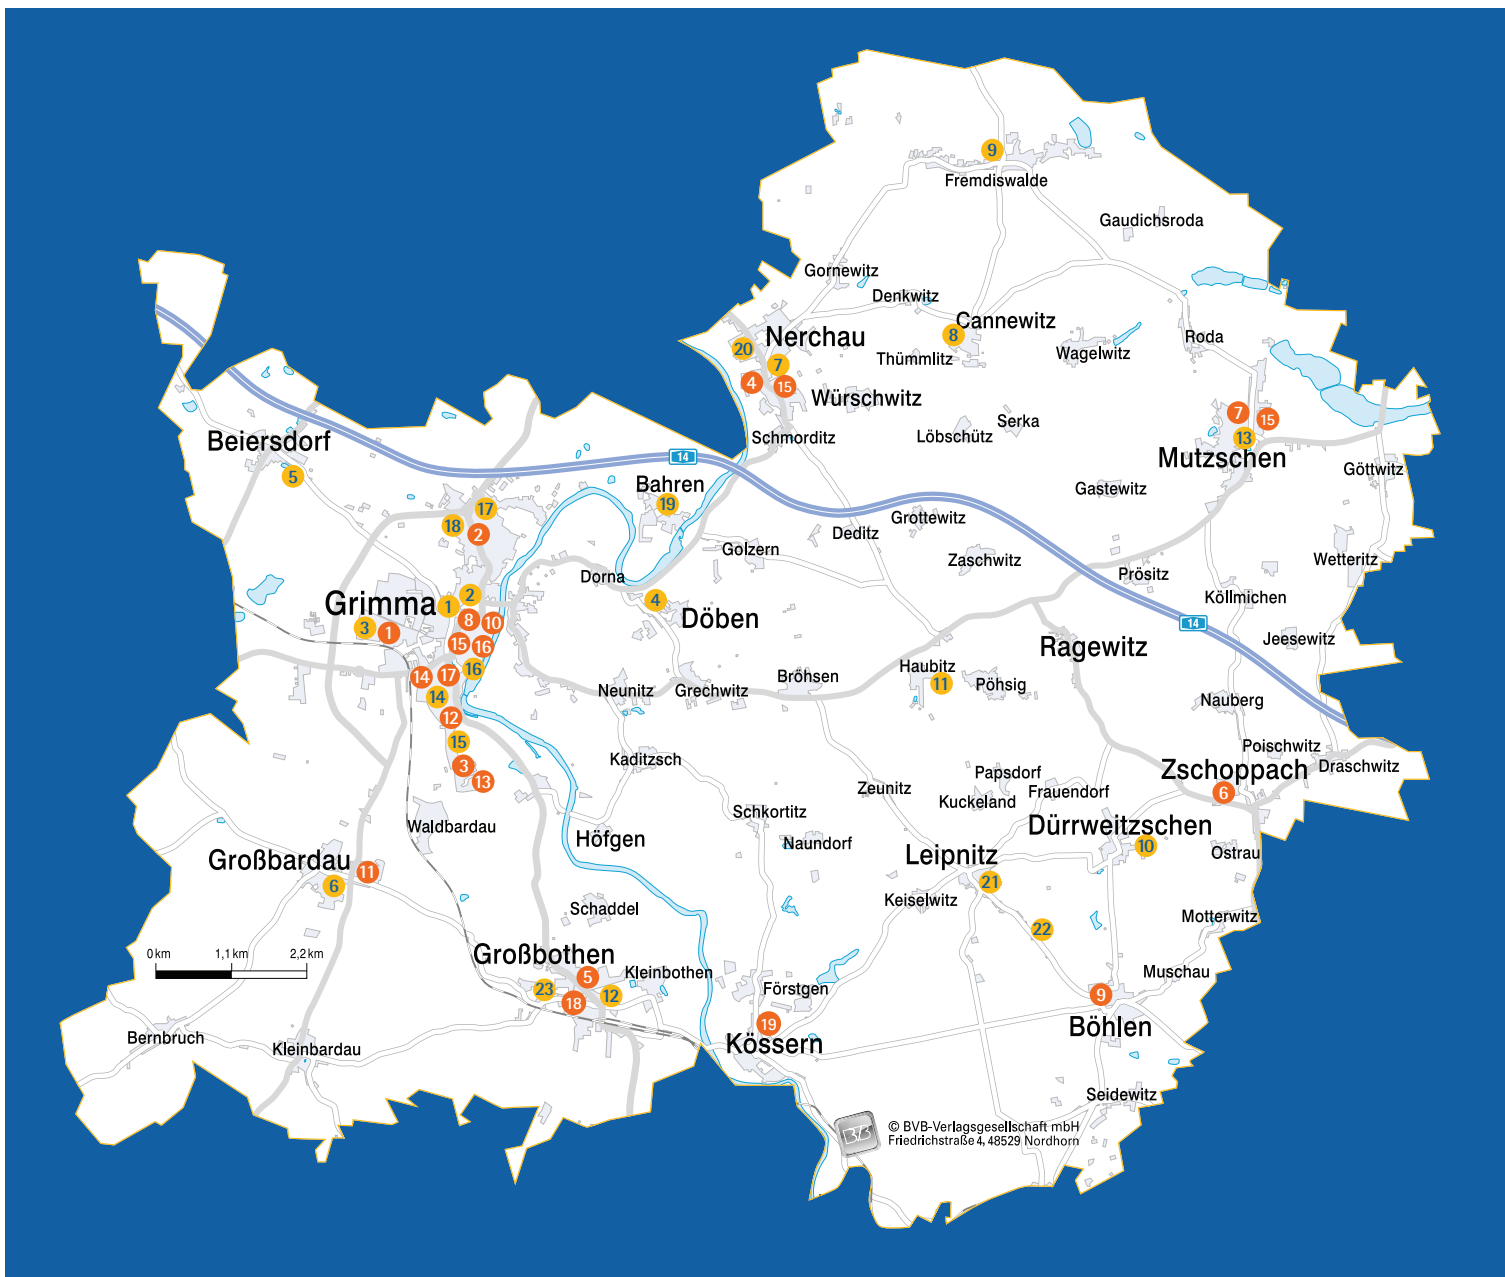 9
Fremdiswalde
Gaudichsroda
Gornewitz
Denkwitz
Cannewitz
8
Nerchau
20
7
4
15
Thümmlitz
Wagelwitz
Roda
Würschwitz
Serka
Löbschütz
Schmorditz
7
15
13
Mutzschen
Göttwitz
Gastewitz
Beiersdorf
5
14
Bahren
19
17
18
2
Grottewitz
Deditz
Golzern
Zaschwitz
Wetteritz
Prösitz
Dorna
Köllmichen
Grimma
1
2
3
1
8
10
15
16
4
Döben
14
Jeesewitz
Ragewitz
14
17
16
14
12
15
3
13
Neunitz
Grechwitz
Bröhsen
Haubitz
11
Pöhsig
Nauberg
Poischwitz
Draschwitz
Kaditzsch
Zschoppach
6
Papsdorf
Zeunitz
Kuckeland
Frauendorf
Schkortitz
Waldbardau
Höfgen
Naundorf
Dürrweitzschen
10
Großbardau
11
6
Leipnitz
21
Ostrau
Keiselwitz
Schaddel
22
Motterwitz
0 km
1,1 km
2,2 km
Großbothen
5
23
18
12
Kleinbothen
Muschau
Förstgen
9
Böhlen
19
Kössern
Bernbruch
Kleinbardau
Seidewitz
BVB
© BVB-Verlagsgesellschaft mbH
Friedrichstraße 4, 48529 Nordhorn